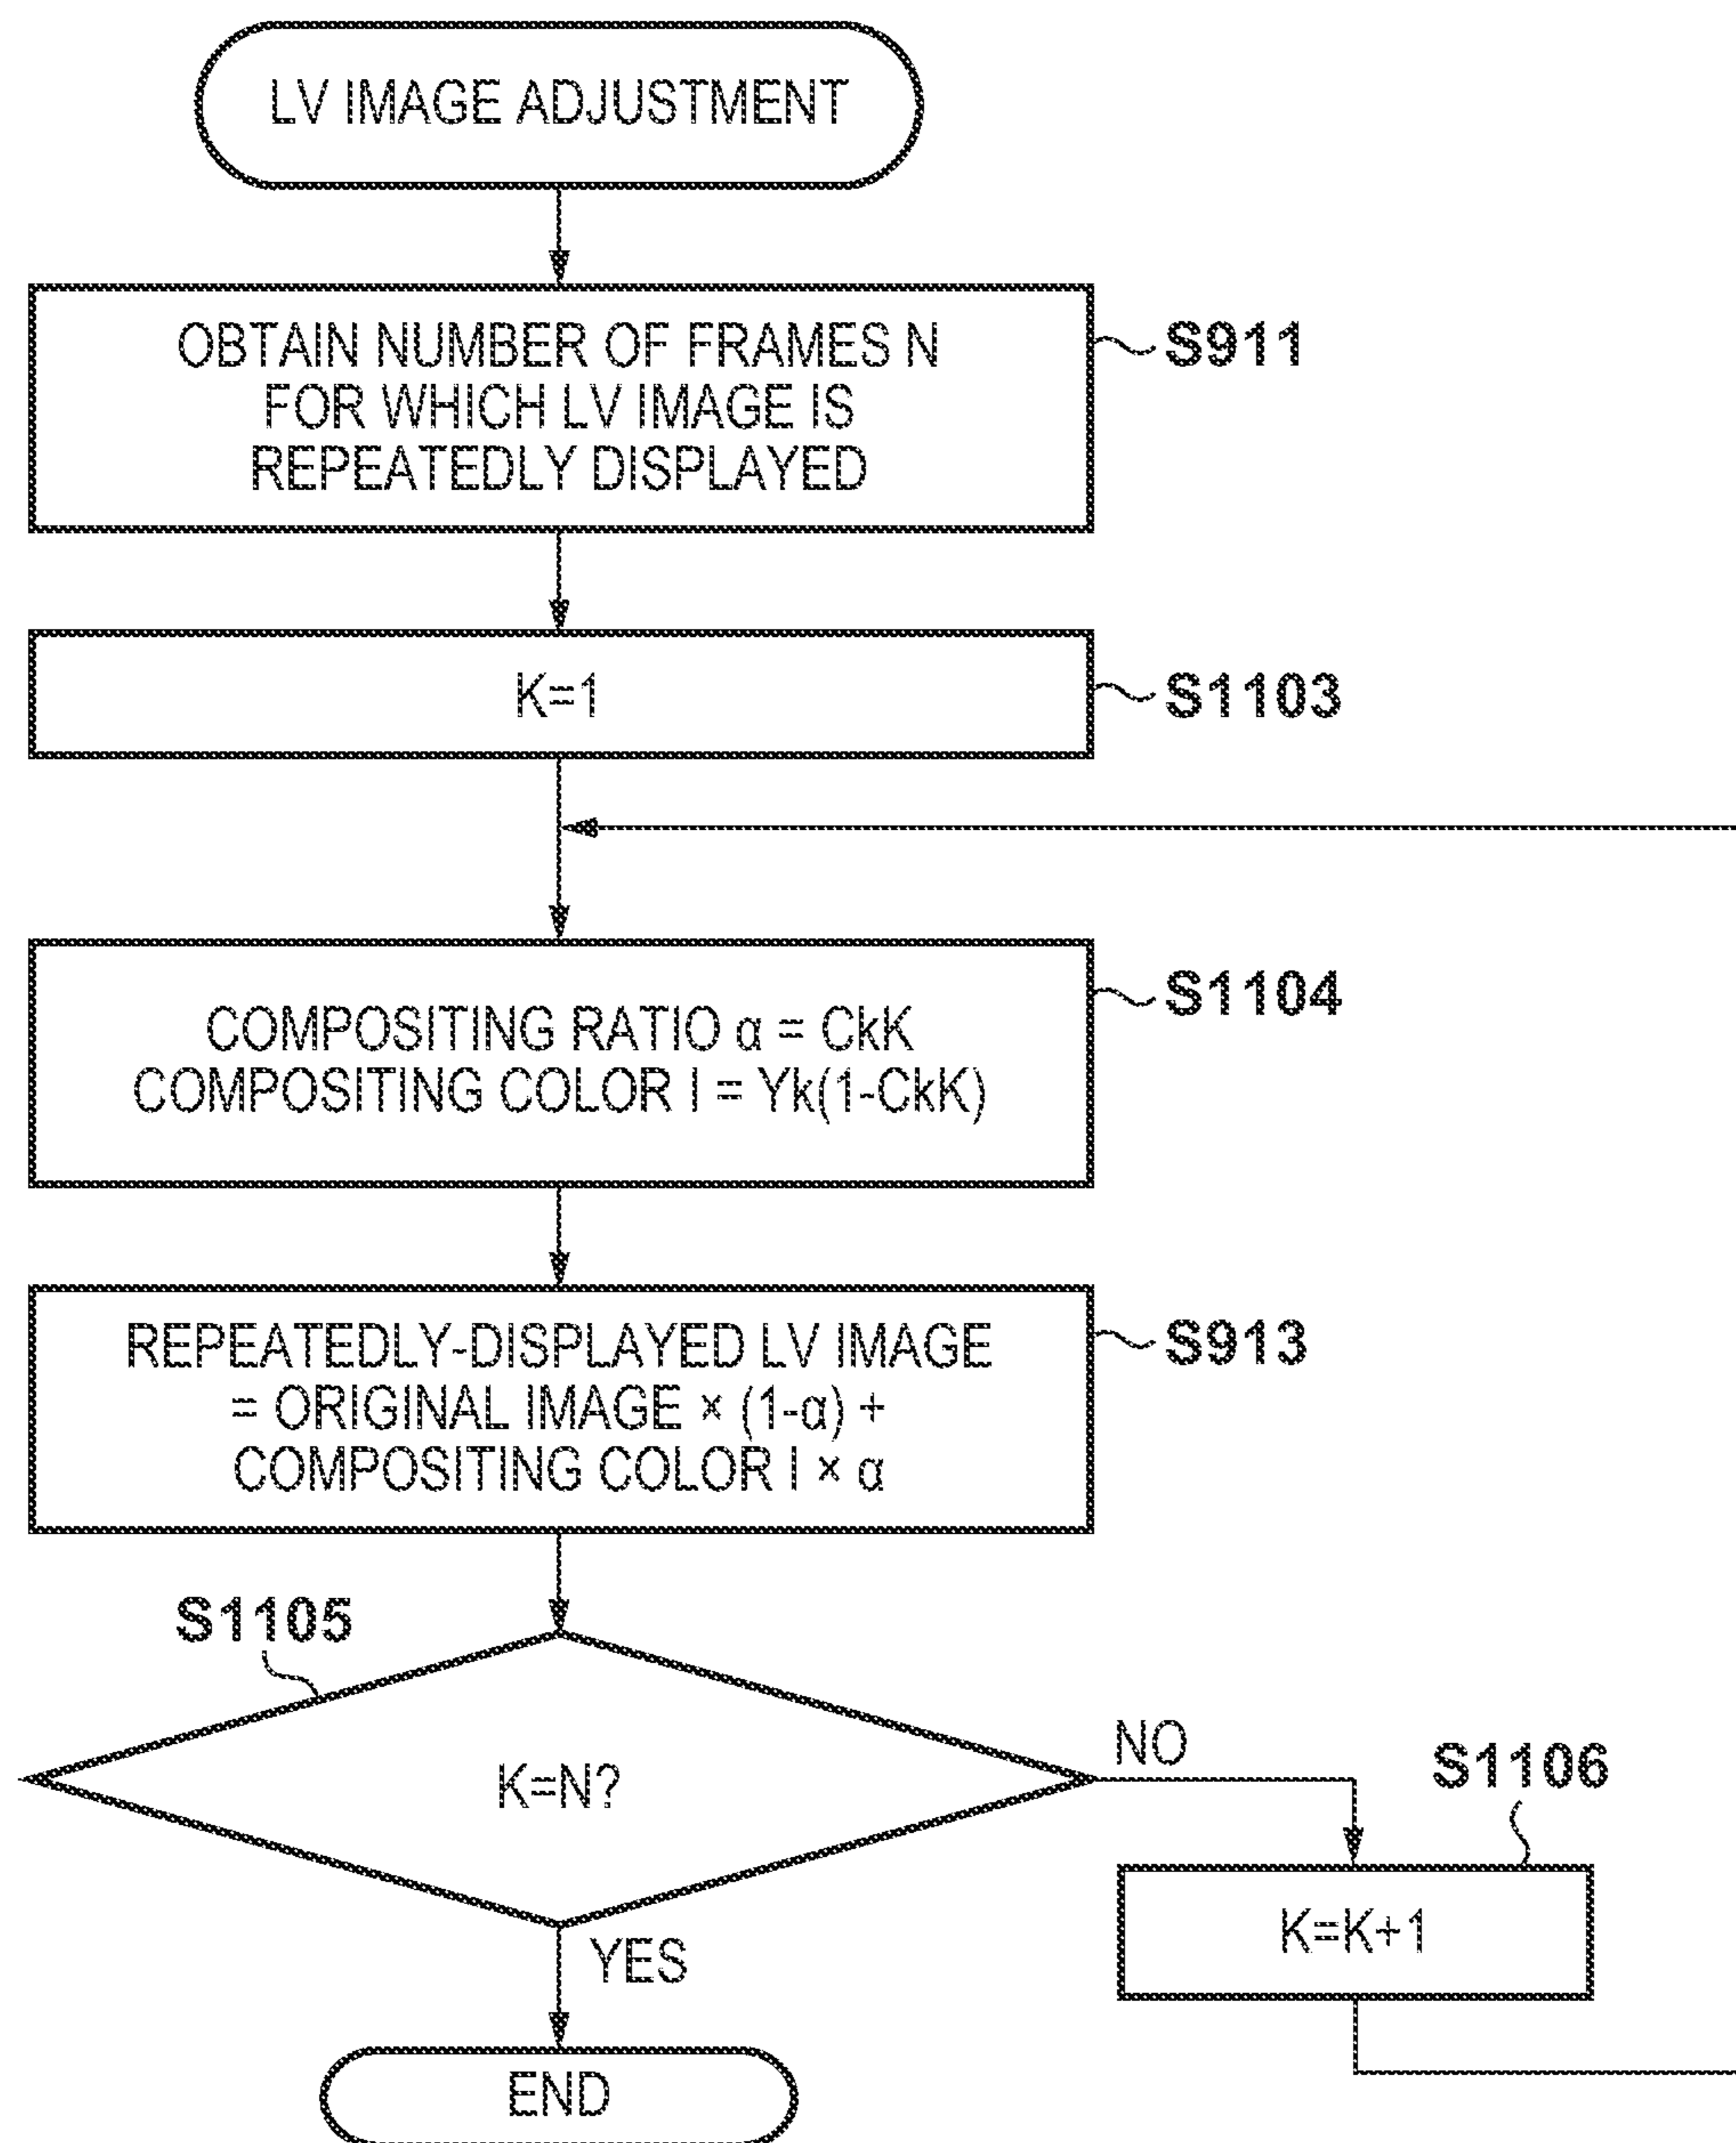 LV IMAGE ADJUSTMENT
OBTAIN NUMBER OF FRAMES N
FOR WHICH LV IMAGE IS
REPEATEDLY DISPLAYED
S911
K=1
S1103
COMPOSITING RATIO α = CkK
COMPOSITING COLOR I = Yk(1-CkK)
S1104
REPEATEDLY-DISPLAYED LV IMAGE
= ORIGINAL IMAGE × (1-α) +
COMPOSITING COLOR I × α
S913
S1105
K=N?
NO
S1106
K=K+1
YES
END